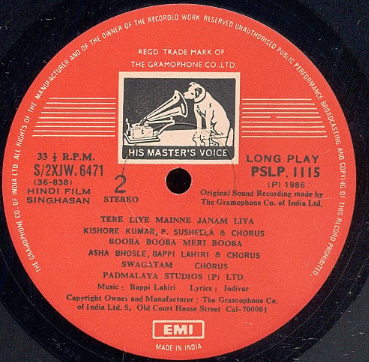 ALL RIGHTS OF THE MANUFACTURER AND OF THE OWNER OF THE RECORDED WORK RESERVED UNAUTHORISED PUBLIC PERFORMANCE BROADCASTING AND COPYING OF THIS RECORD PROHIBITED
THE GRAMOPHONE CO. OF INDIA LTD.
REGD TRADE MARK OF
THE GRAMOPHONE CO. LTD.
HIS MASTER'S VOICE
33 ⅓ R.P.M.
S/2XJW. 6471
(36-838)
HINDI FILM
SINGHASAN
2
STEREO
LONG PLAY
PSLP. 1115
(P) 1986
Original Sound Recording made by
The Gramophone Co. of India Ltd.
TERE LIYE MAINNE JANAM LIYA
KISHORE KUMAR, P. SUSHEELA & CHORUS
BOOBA BOOBA MERI BOOBA
ASHA BHOSLE, BAPPI LAHIRI & CHORUS
SWAGATAM CHORUS
PADMALAYA STUDIOS (P) LTD.
Music : Bappi Lahiri Lyrics : Indivar
Copyright Owner and Manufacturer : The Gramophone Co.
of India Ltd. 5, Old Court House Street Cal-700001
EMI
MADE IN INDIA